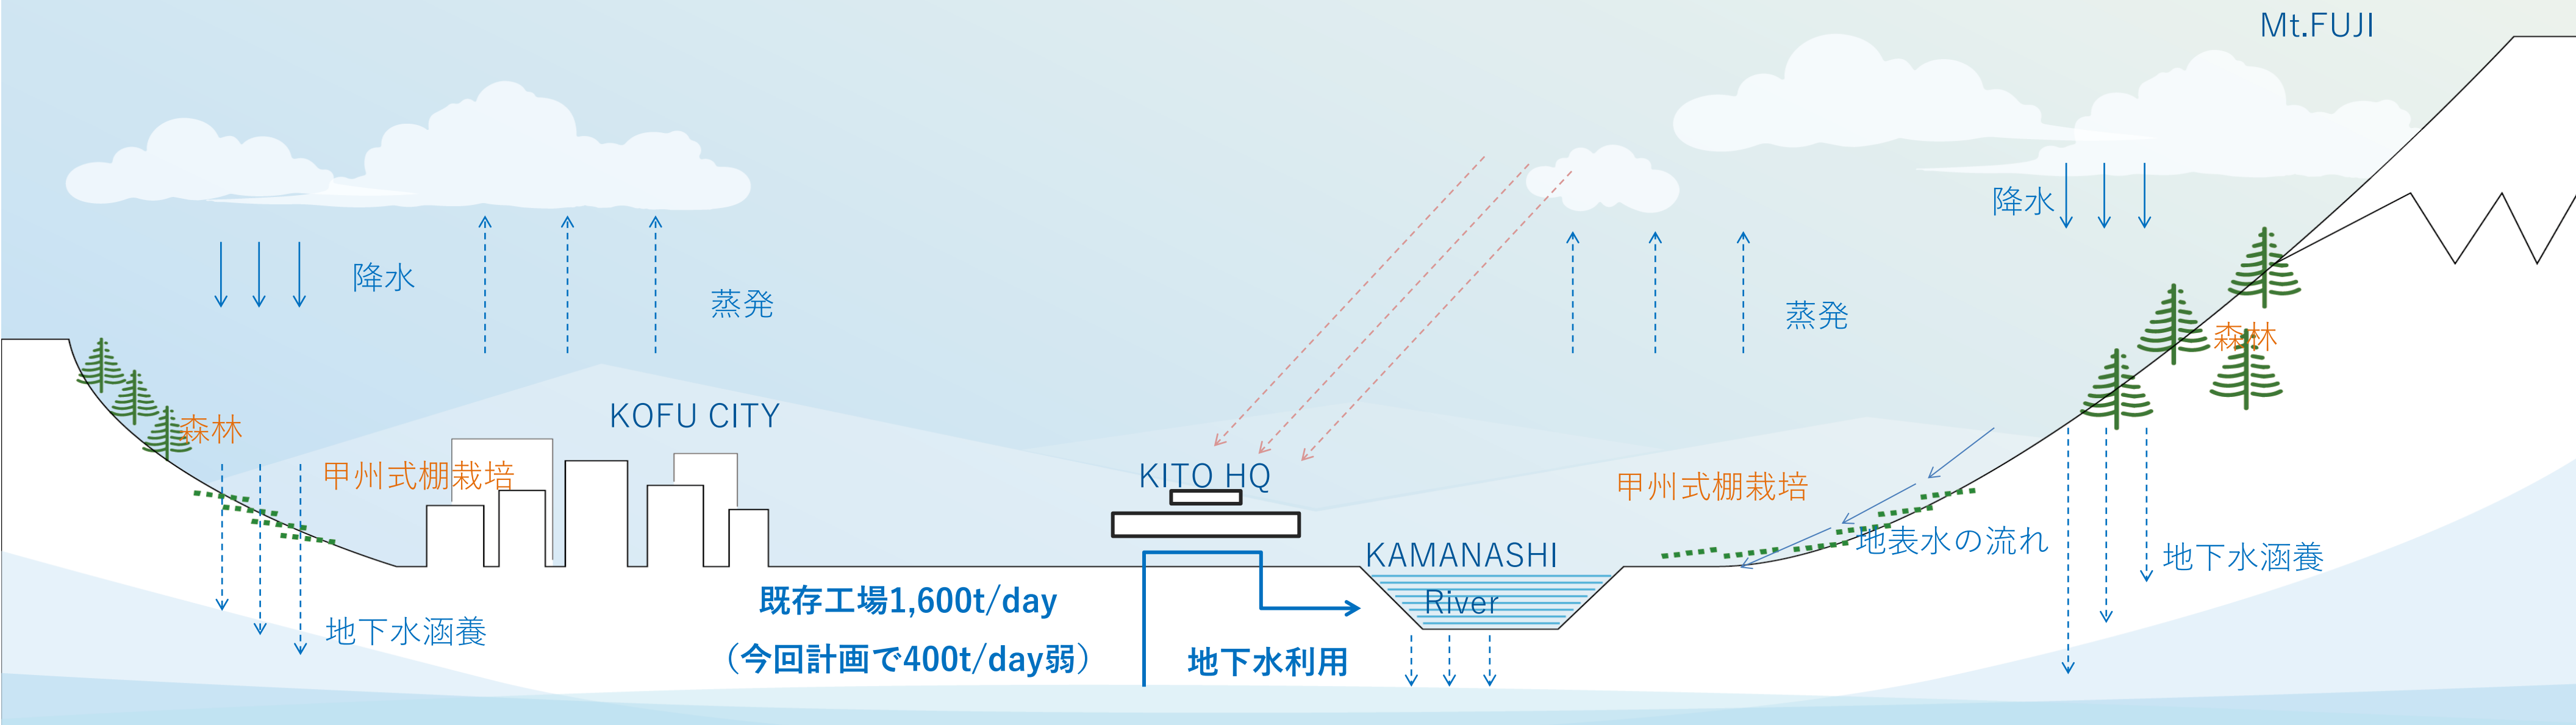 Mt.FUJI
降水
降水
蒸発
蒸発
森林
KOFU CITY
森林
甲州式棚栽培
KITO HQ
甲州式棚栽培
地表水の流れ
KAMANASHI
River
地下水涵養
既存工場1,600t/day
（今回計画で400t/day弱）
地下水利用
地下水涵養